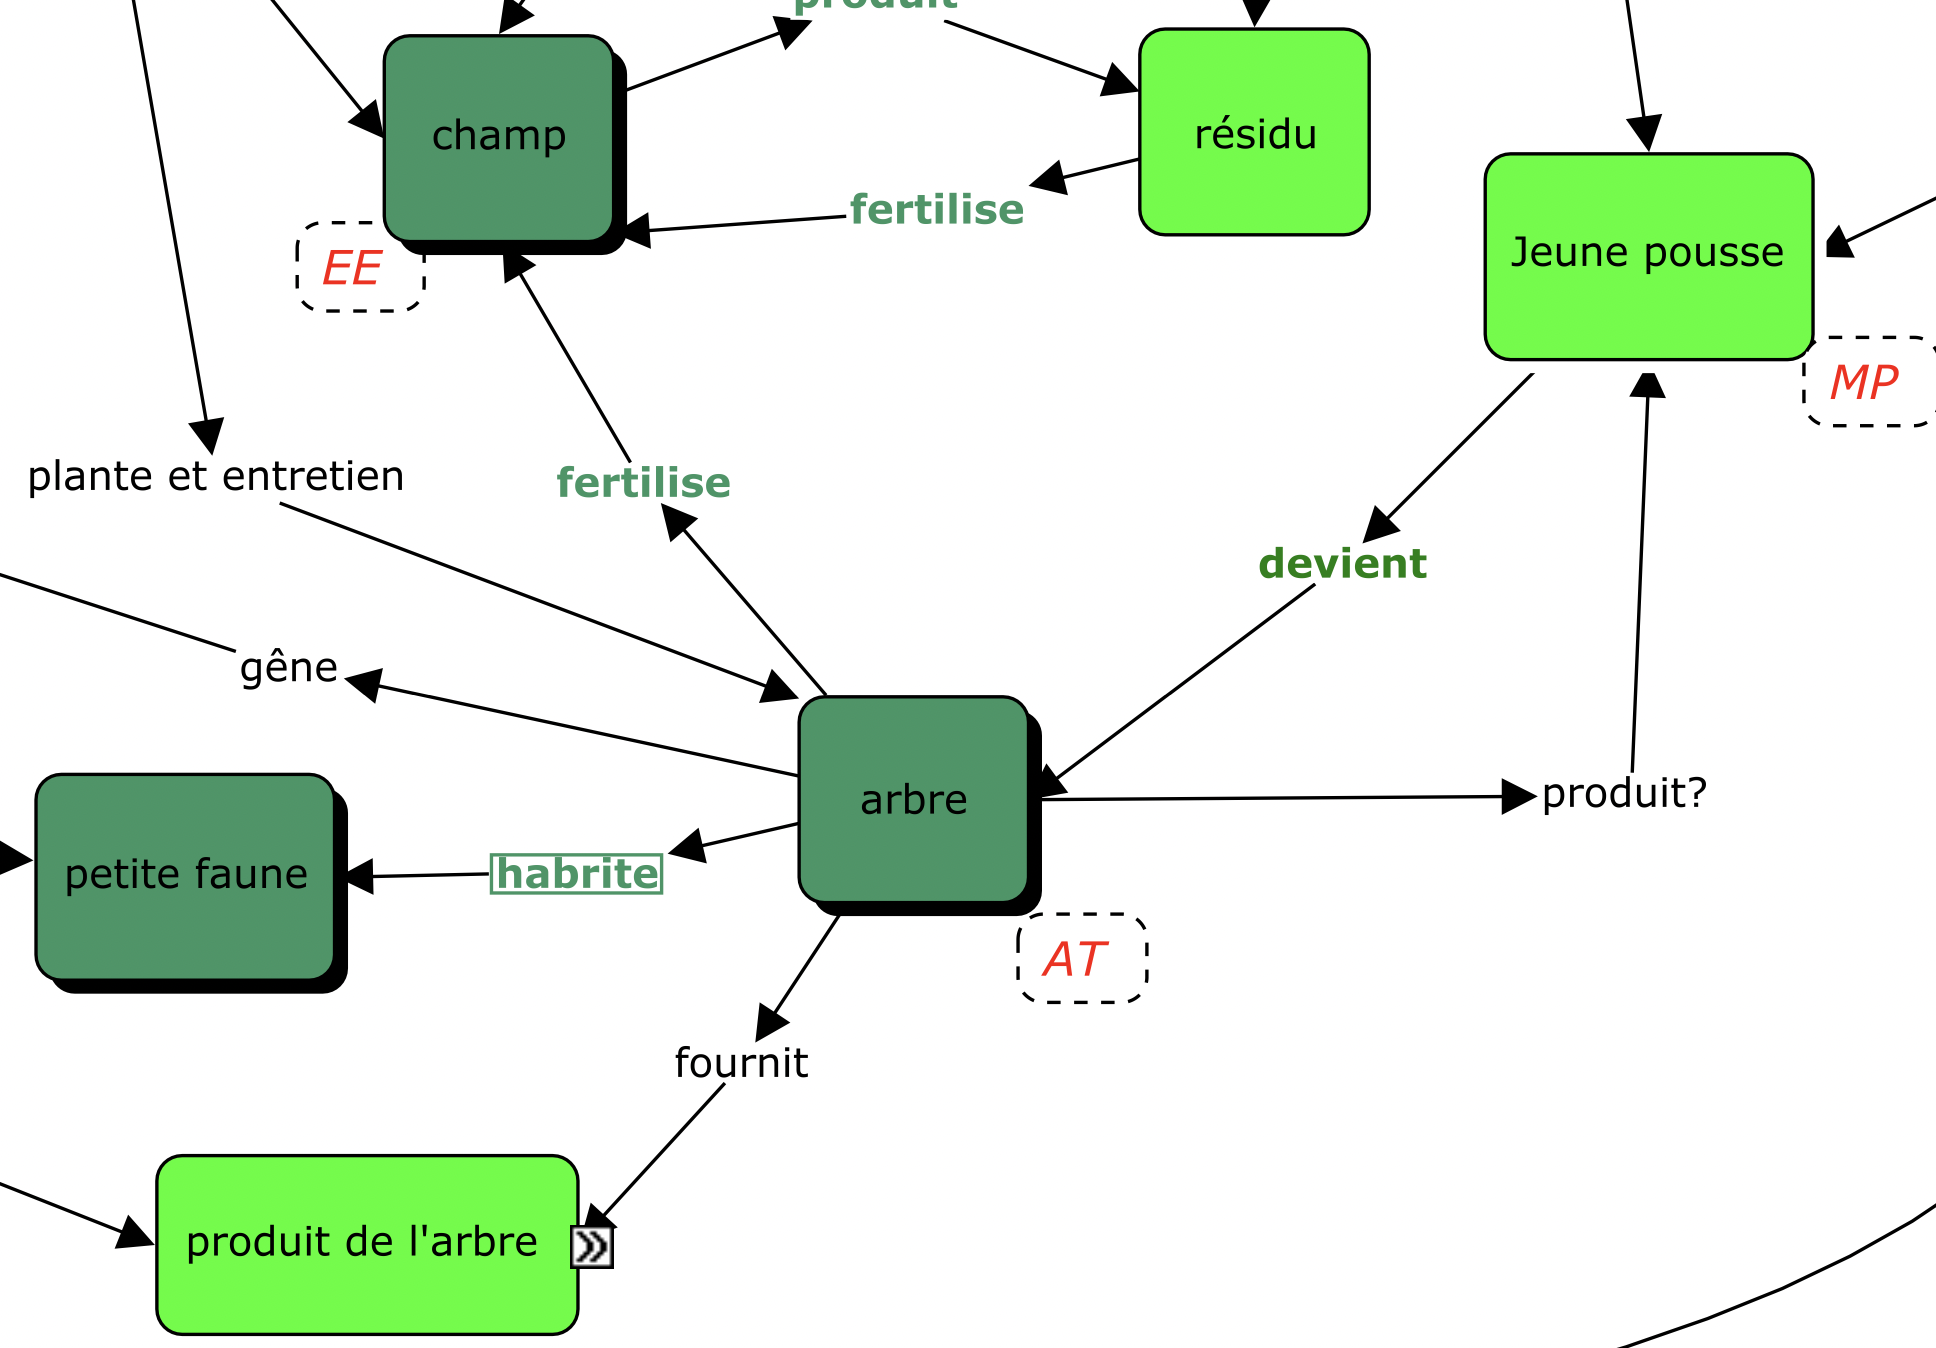 produit
champ
résidu
fertilise
EE
Jeune pousse
MP
plante et entretien
fertilise
devient
gêne
arbre
produit?
petite faune
habrite
AT
fournit
produit de l'arbre